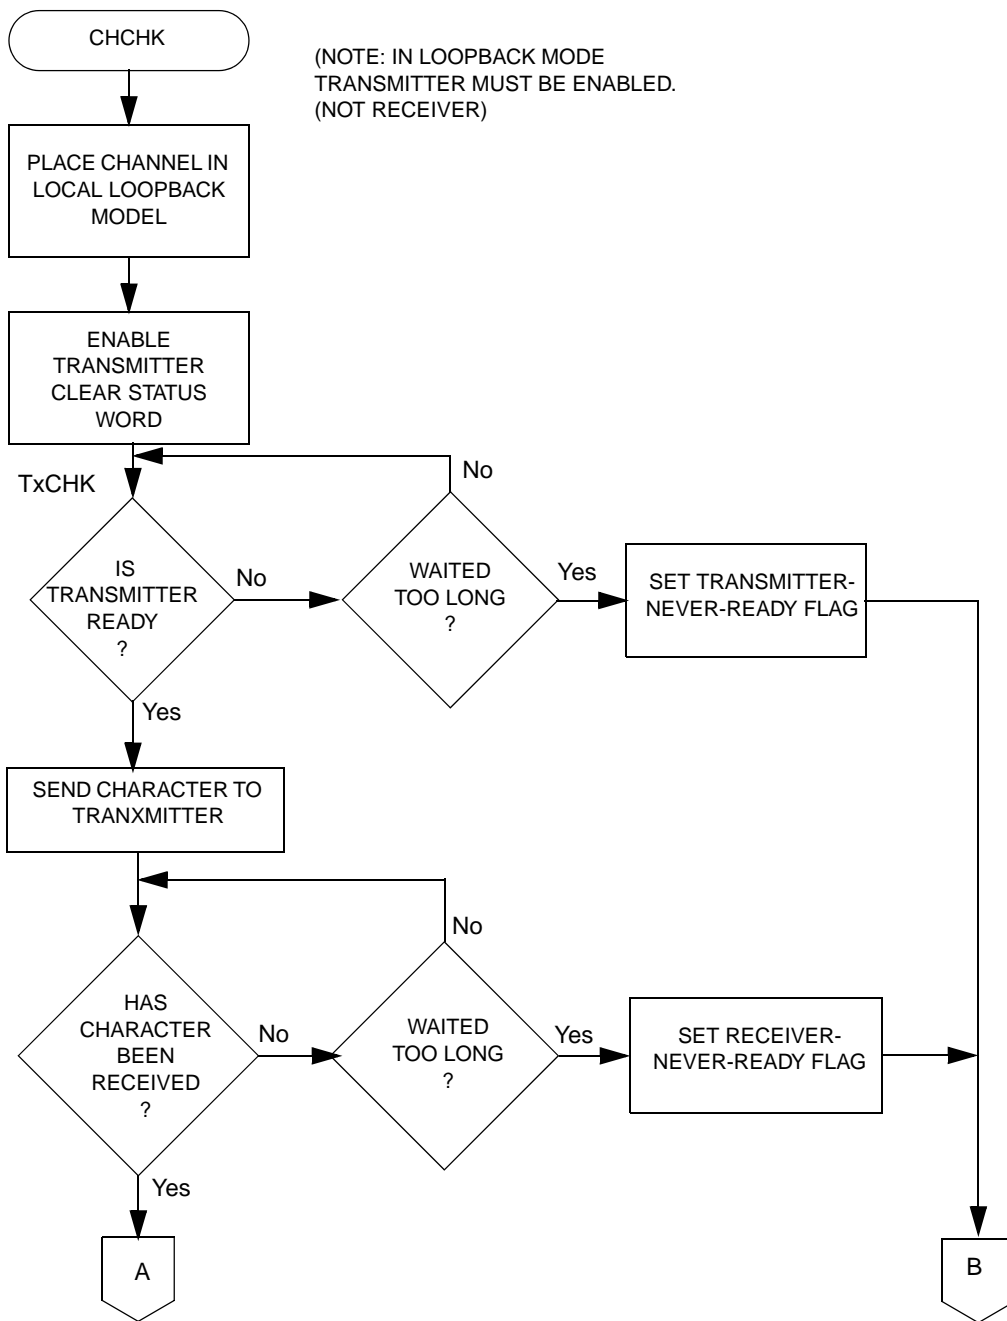 CHCHK
(NOTE: IN LOOPBACK MODE
TRANSMITTER MUST BE ENABLED.
(NOT RECEIVER)
PLACE CHANNEL IN
LOCAL LOOPBACK
MODEL
ENABLE
TRANSMITTER
CLEAR STATUS
WORD
TxCHK
No
IS
TRANSMITTER
READY
?
No
WAITED
TOO LONG
?
Yes
SET TRANSMITTER-
NEVER-READY FLAG
Yes
SEND CHARACTER TO
TRANXMITTER
No
HAS
CHARACTER
BEEN
RECEIVED
?
No
WAITED
TOO LONG
?
Yes
SET RECEIVER-
NEVER-READY FLAG
Yes
A
B